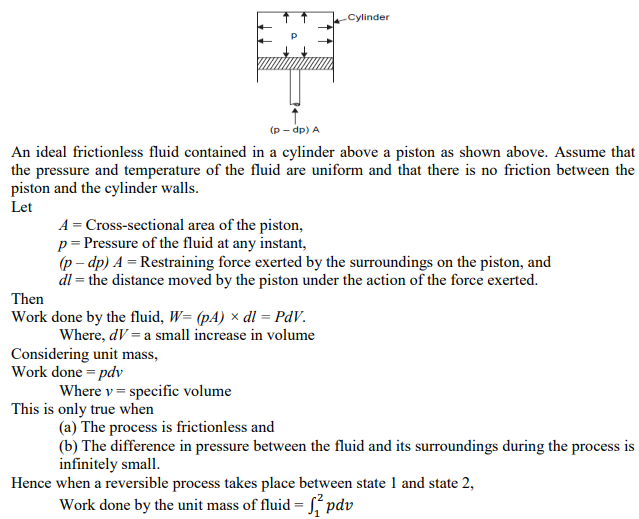 Cylinder
p
(p – dp) A
An ideal frictionless fluid contained in a cylinder above a piston as shown above. Assume that
the pressure and temperature of the fluid are uniform and that there is no friction between the
piston and the cylinder walls.
Let
A = Cross-sectional area of the piston,
p = Pressure of the fluid at any instant,
(p – dp) A = Restraining force exerted by the surroundings on the piston, and
dl = the distance moved by the piston under the action of the force exerted.
Then
Work done by the fluid, W= (pA) × dl = PdV.
Where, dV = a small increase in volume
Considering unit mass,
Work done = pdv
Where v = specific volume
This is only true when
(a) The process is frictionless and
(b) The difference in pressure between the fluid and its surroundings during the process is
infinitely small.
Hence when a reversible process takes place between state 1 and state 2,
Work done by the unit mass of fluid = ∫₁² pdv